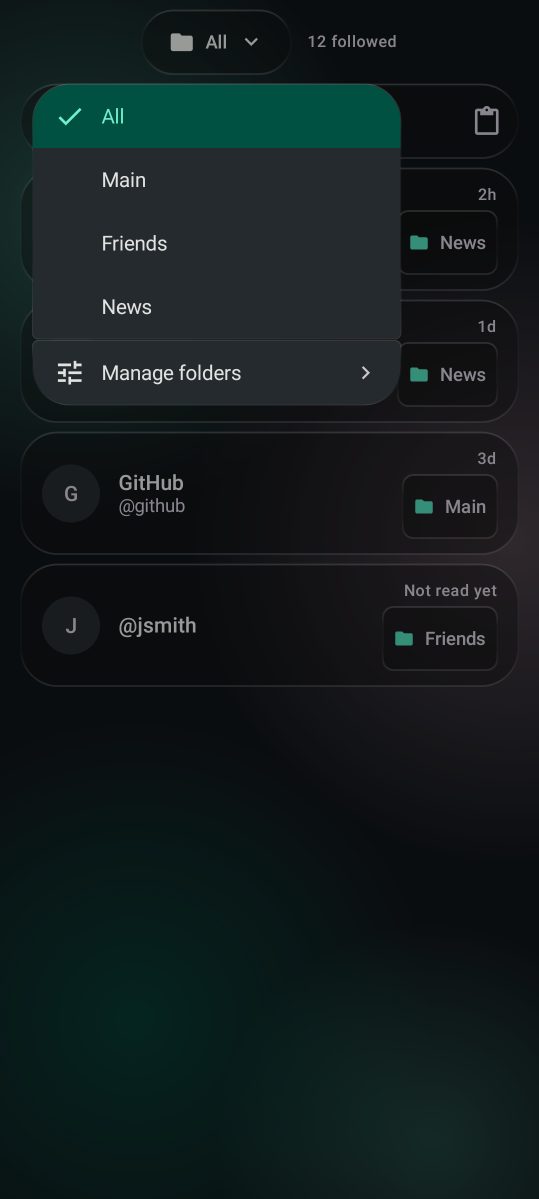 All
12 followed
All
Main
Friends
News
Manage folders
2h
News
1d
News
3d
G
GitHub
@github
Main
Not read yet
J
@jsmith
Friends